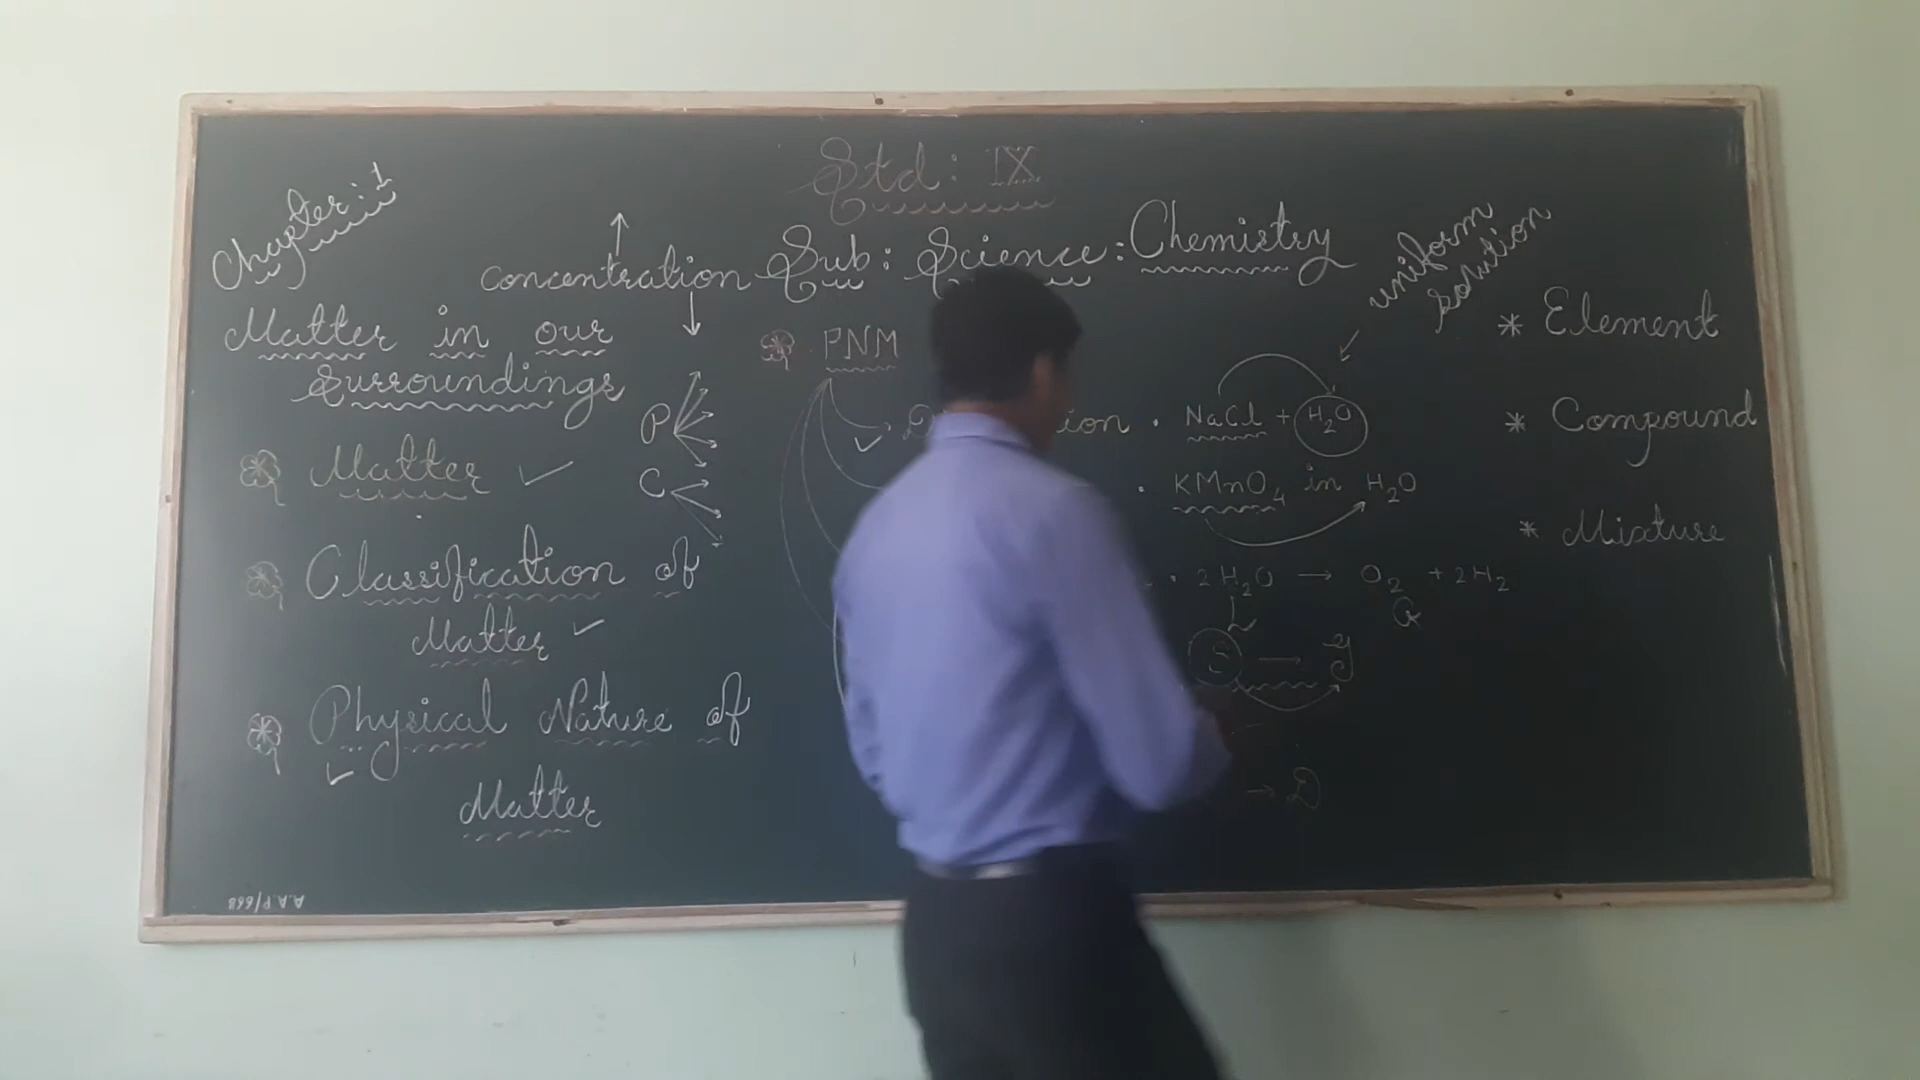 Std: IX
Chapter: 1
Sub: Science: Chemistry
concentration
uniform
solution
Matter in our
Surroundings
Matter
Classification of
Matter
Physical Nature of
Matter
P
C
PNM
• NaCl + H2O
• KMnO4 in H2O
• 2H2O → O2 + 2H2
L G
S → g
→ D
* Element
* Compound
* Mixture
A.A.P/668